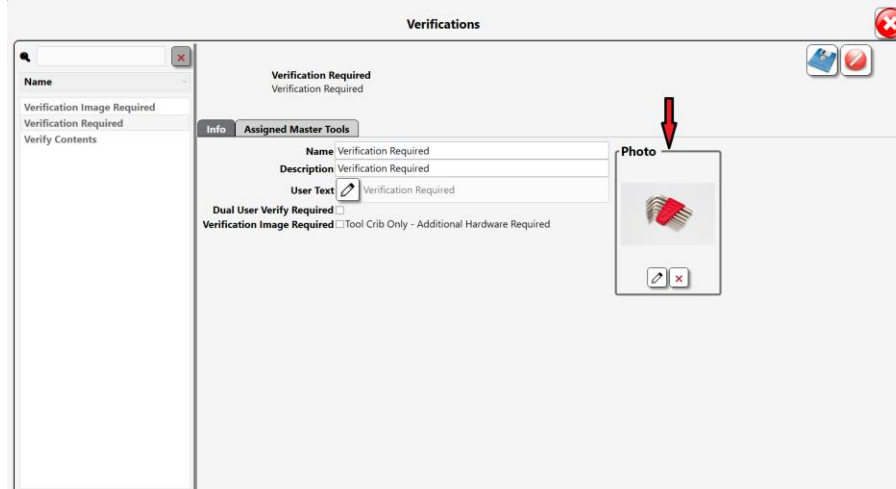 Verifications
Name
Verification Image Required
Verification Required
Verify Contents
Verification Required
Verification Required
Info
Assigned Master Tools
Name Verification Required
Description Verification Required
User Text Verification Required
Dual User Verify Required
Verification Image Required Tool Crib Only - Additional Hardware Required
Photo